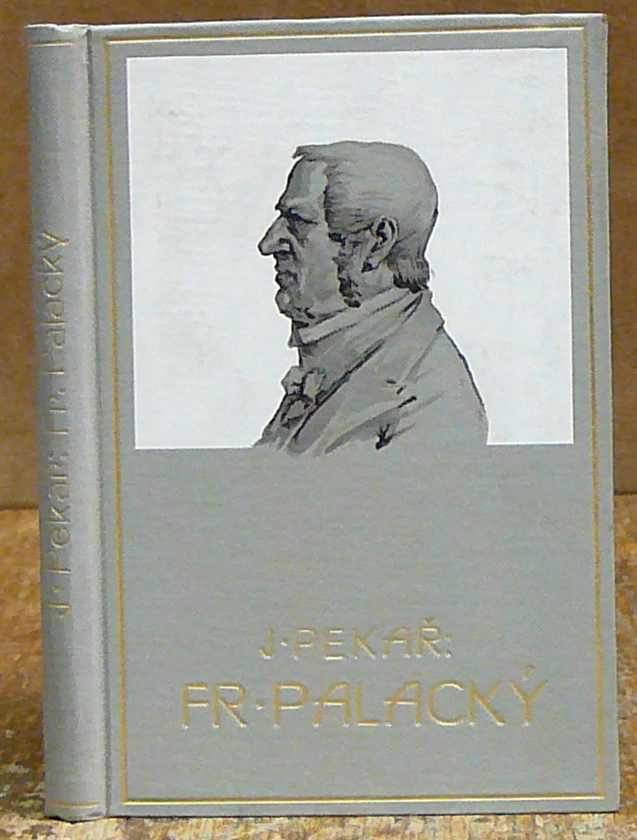 J. Pekař: Fr. Palacký
J·PEKAŘ:
FR·PALACKÝ